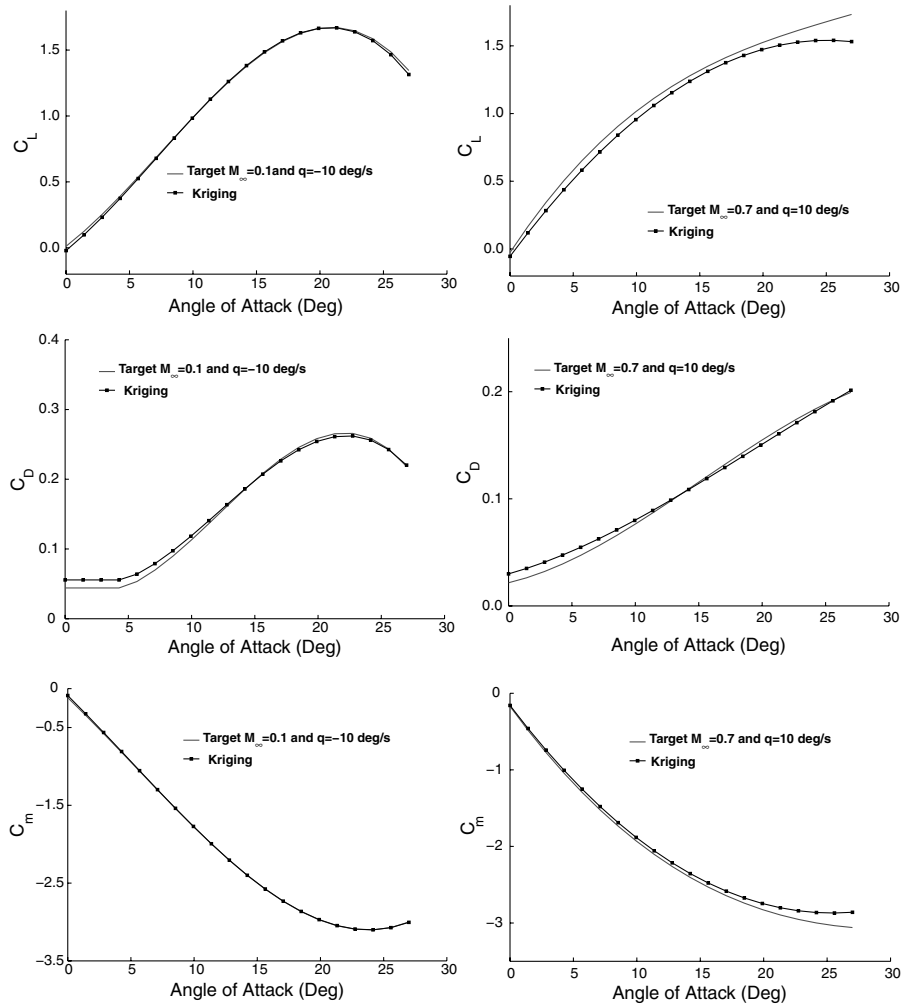 1.5
1.0
0.5
0.0
C_L
Target M_∞=0.1and q=−10 deg/s
Kriging
0 5 10 15 20 25 30
Angle of Attack (Deg)
1.5
1.0
0.5
0.0
C_L
Target M_∞=0.7 and q=10 deg/s
Kriging
0 5 10 15 20 25 30
Angle of Attack (Deg)
0.4
0.3
0.2
0.1
0
C_D
Target M_∞=0.1 and q=−10 deg/s
Kriging
0 5 10 15 20 25 30
Angle of Attack (Deg)
0.2
0.1
0.0
C_D
Target M_∞=0.7 and q=10 deg/s
Kriging
0 5 10 15 20 25 30
Angle of Attack (Deg)
0
−0.5
−1.5
−2.5
−3.5
C_m
Target M_∞=0.1 and q=−10 deg/s
Kriging
0 5 10 15 20 25 30
Angle of Attack (Deg)
0
−1
−2
−3
C_m
Target M_∞=0.7 and q=10 deg/s
Kriging
0 5 10 15 20 25 30
Angle of Attack (Deg)